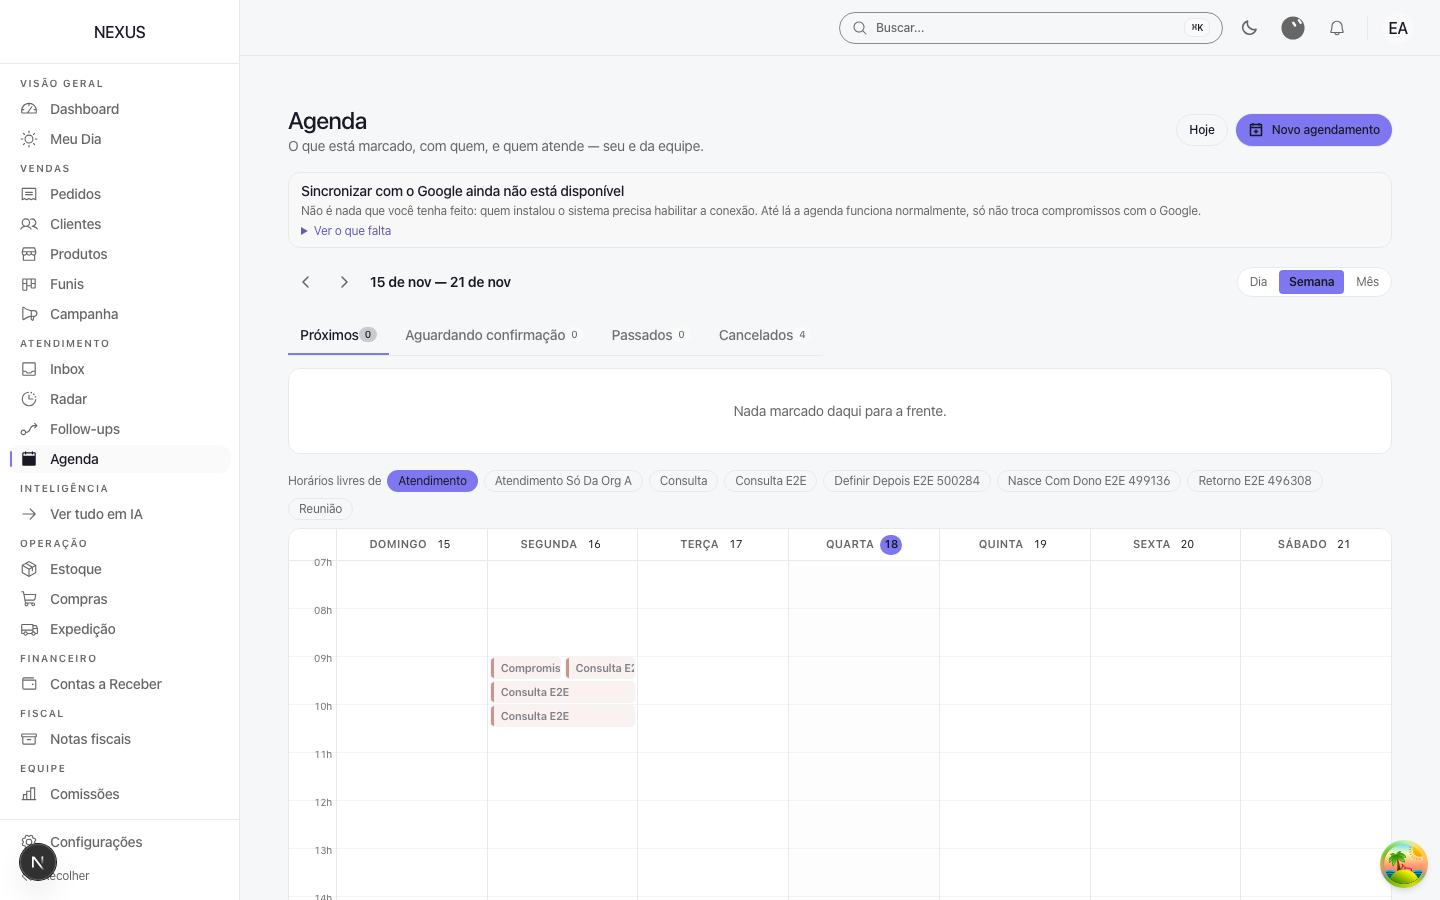 NEXUS
Buscar...
⌘K
EA
VISÃO GERAL
Dashboard
Meu Dia
VENDAS
Pedidos
Clientes
Produtos
Funis
Campanha
ATENDIMENTO
Inbox
Radar
Follow-ups
Agenda
INTELIGÊNCIA
Ver tudo em IA
OPERAÇÃO
Estoque
Compras
Expedição
FINANCEIRO
Contas a Receber
FISCAL
Notas fiscais
EQUIPE
Comissões
Configurações
N
Agenda
O que está marcado, com quem, e quem atende — seu e da equipe.
Hoje
Novo agendamento
Sincronizar com o Google ainda não está disponível
Não é nada que você tenha feito: quem instalou o sistema precisa habilitar a conexão. Até lá a agenda funciona normalmente, só não troca compromissos com o Google.
Ver o que falta
15 de nov — 21 de nov
Dia Semana Mês
Próximos 0 Aguardando confirmação 0 Passados 0 Cancelados 4
Nada marcado daqui para a frente.
Horários livres de Atendimento Atendimento Só Da Org A Consulta Consulta E2E Definir Depois E2E 500284 Nasce Com Dono E2E 499136 Retorno E2E 496308
Reunião
DOMINGO 15 SEGUNDA 16 TERÇA 17 QUARTA 18 QUINTA 19 SEXTA 20 SÁBADO 21
07h
08h
09h
Compromis Consulta E2
Consulta E2E
10h
Consulta E2E
11h
12h
13h
14h